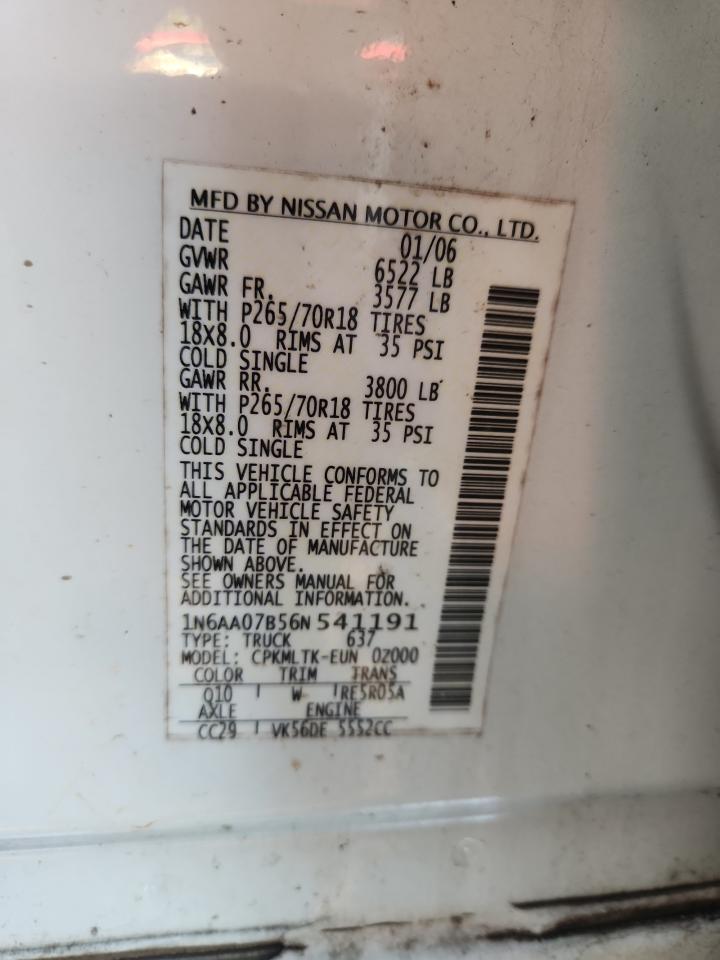 MFD BY NISSAN MOTOR CO., LTD.
DATE 01/06
GVWR 6522 LB
GAWR FR. 3577 LB
WITH P265/70R18 TIRES
18X8.0 RIMS AT 35 PSI
COLD SINGLE
GAWR RR. 3800 LB
WITH P265/70R18 TIRES
18X8.0 RIMS AT 35 PSI
COLD SINGLE
THIS VEHICLE CONFORMS TO
ALL APPLICABLE FEDERAL
MOTOR VEHICLE SAFETY
STANDARDS IN EFFECT ON
THE DATE OF MANUFACTURE
SHOWN ABOVE.
SEE OWNERS MANUAL FOR
ADDITIONAL INFORMATION.
1N6AA07B56N541191
TYPE: TRUCK 637
MODEL: CPKMLTK-EUN 0Z000
COLOR TRIM TRANS
Q10 W RE5R05A
AXLE ENGINE
CC29 VK56DE 5552CC